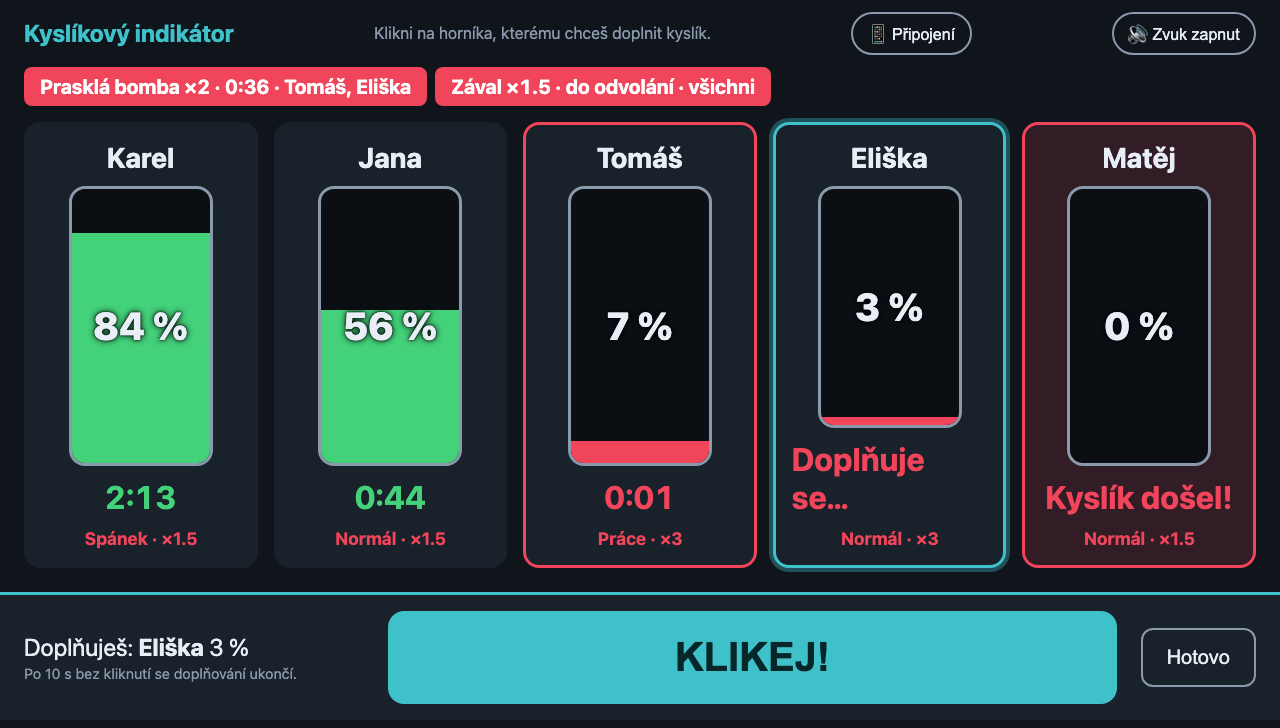 Kyslíkový indikátor
Klikni na horníka, kterému chceš doplnit kyslík.
📱 Připojení
🔊 Zvuk zapnut
Prasklá bomba ×2 · 0:36 · Tomáš, Eliška
Zával ×1.5 · do odvolání · všichni
Karel
84 %
2:13
Spánek · ×1.5
Jana
56 %
0:44
Normál · ×1.5
Tomáš
7 %
0:01
Práce · ×3
Eliška
3 %
Doplňuje
se…
Normál · ×3
Matěj
0 %
Kyslík došel!
Normál · ×1.5
Doplňuješ: Eliška 3 %
Po 10 s bez kliknutí se doplňování ukončí.
KLIKEJ!
Hotovo